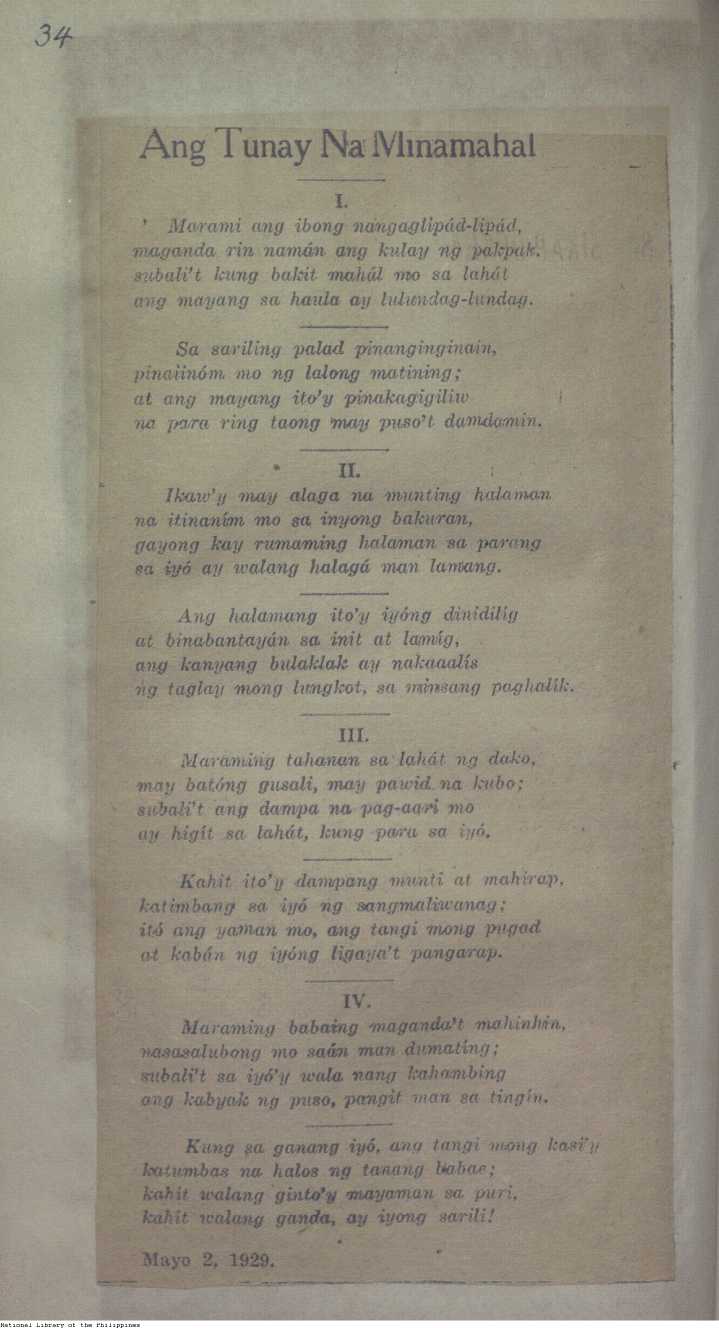 34
Ang Tunay Na Minamahal
I.
Marami ang ibong nangaglipád-lipád,
maganda rin namán ang kulay ng pakpak,
subali't kung bakit mahál mo sa lahát
ang mayang sa haula ay lulundag-lundag.
Sa sariling palad pinanginginain,
pinaiinóm mo ng lalong matining;
at ang mayang ito'y pinakagigiliw
na para ring taong may puso't damdamin.
II.
Ikaw'y may alaga na munting halaman
na itinanim mo sa inyong bakuran,
gayong kay rumaming halaman sa parang
sa iyó ay walang halagá man lamang.
Ang halamang ito'y iyóng dinidilig
at binabantayán sa init at lamíg,
ang kanyang bulaklak ay nakaaalís
ng taglay mong lungkot, sa minsang paghalík.
III.
Maraming tahanan sa lahát ng dako,
may batóng gusali, may pawid na kubo;
subali't ang dampa na pag-aari mo
ay higít sa lahát, kung para sa iyó.
Kahit ito'y dampang munti at mahirap,
katimbang sa iyó ng sangmaliwanag;
itó ang yaman mo, ang tangi mong pugad
at kabán ng iyóng ligaya't pangarap.
IV.
Maraming babaing maganda't mahinhin,
nasasalubong mo saán man dumatíng;
subali't sa iyó'y wala nang kahambing
ang kabyak ng puso, pangit man sa tingín.
Kung sa ganang iyó, ang tangi mong kasi'y
katumbas na halos ng tanang babae;
kahit walang ginto'y mayaman sa puri,
kahit walang ganda, ay iyong sarili!
Mayo 2, 1929.
National Library of the Philippines